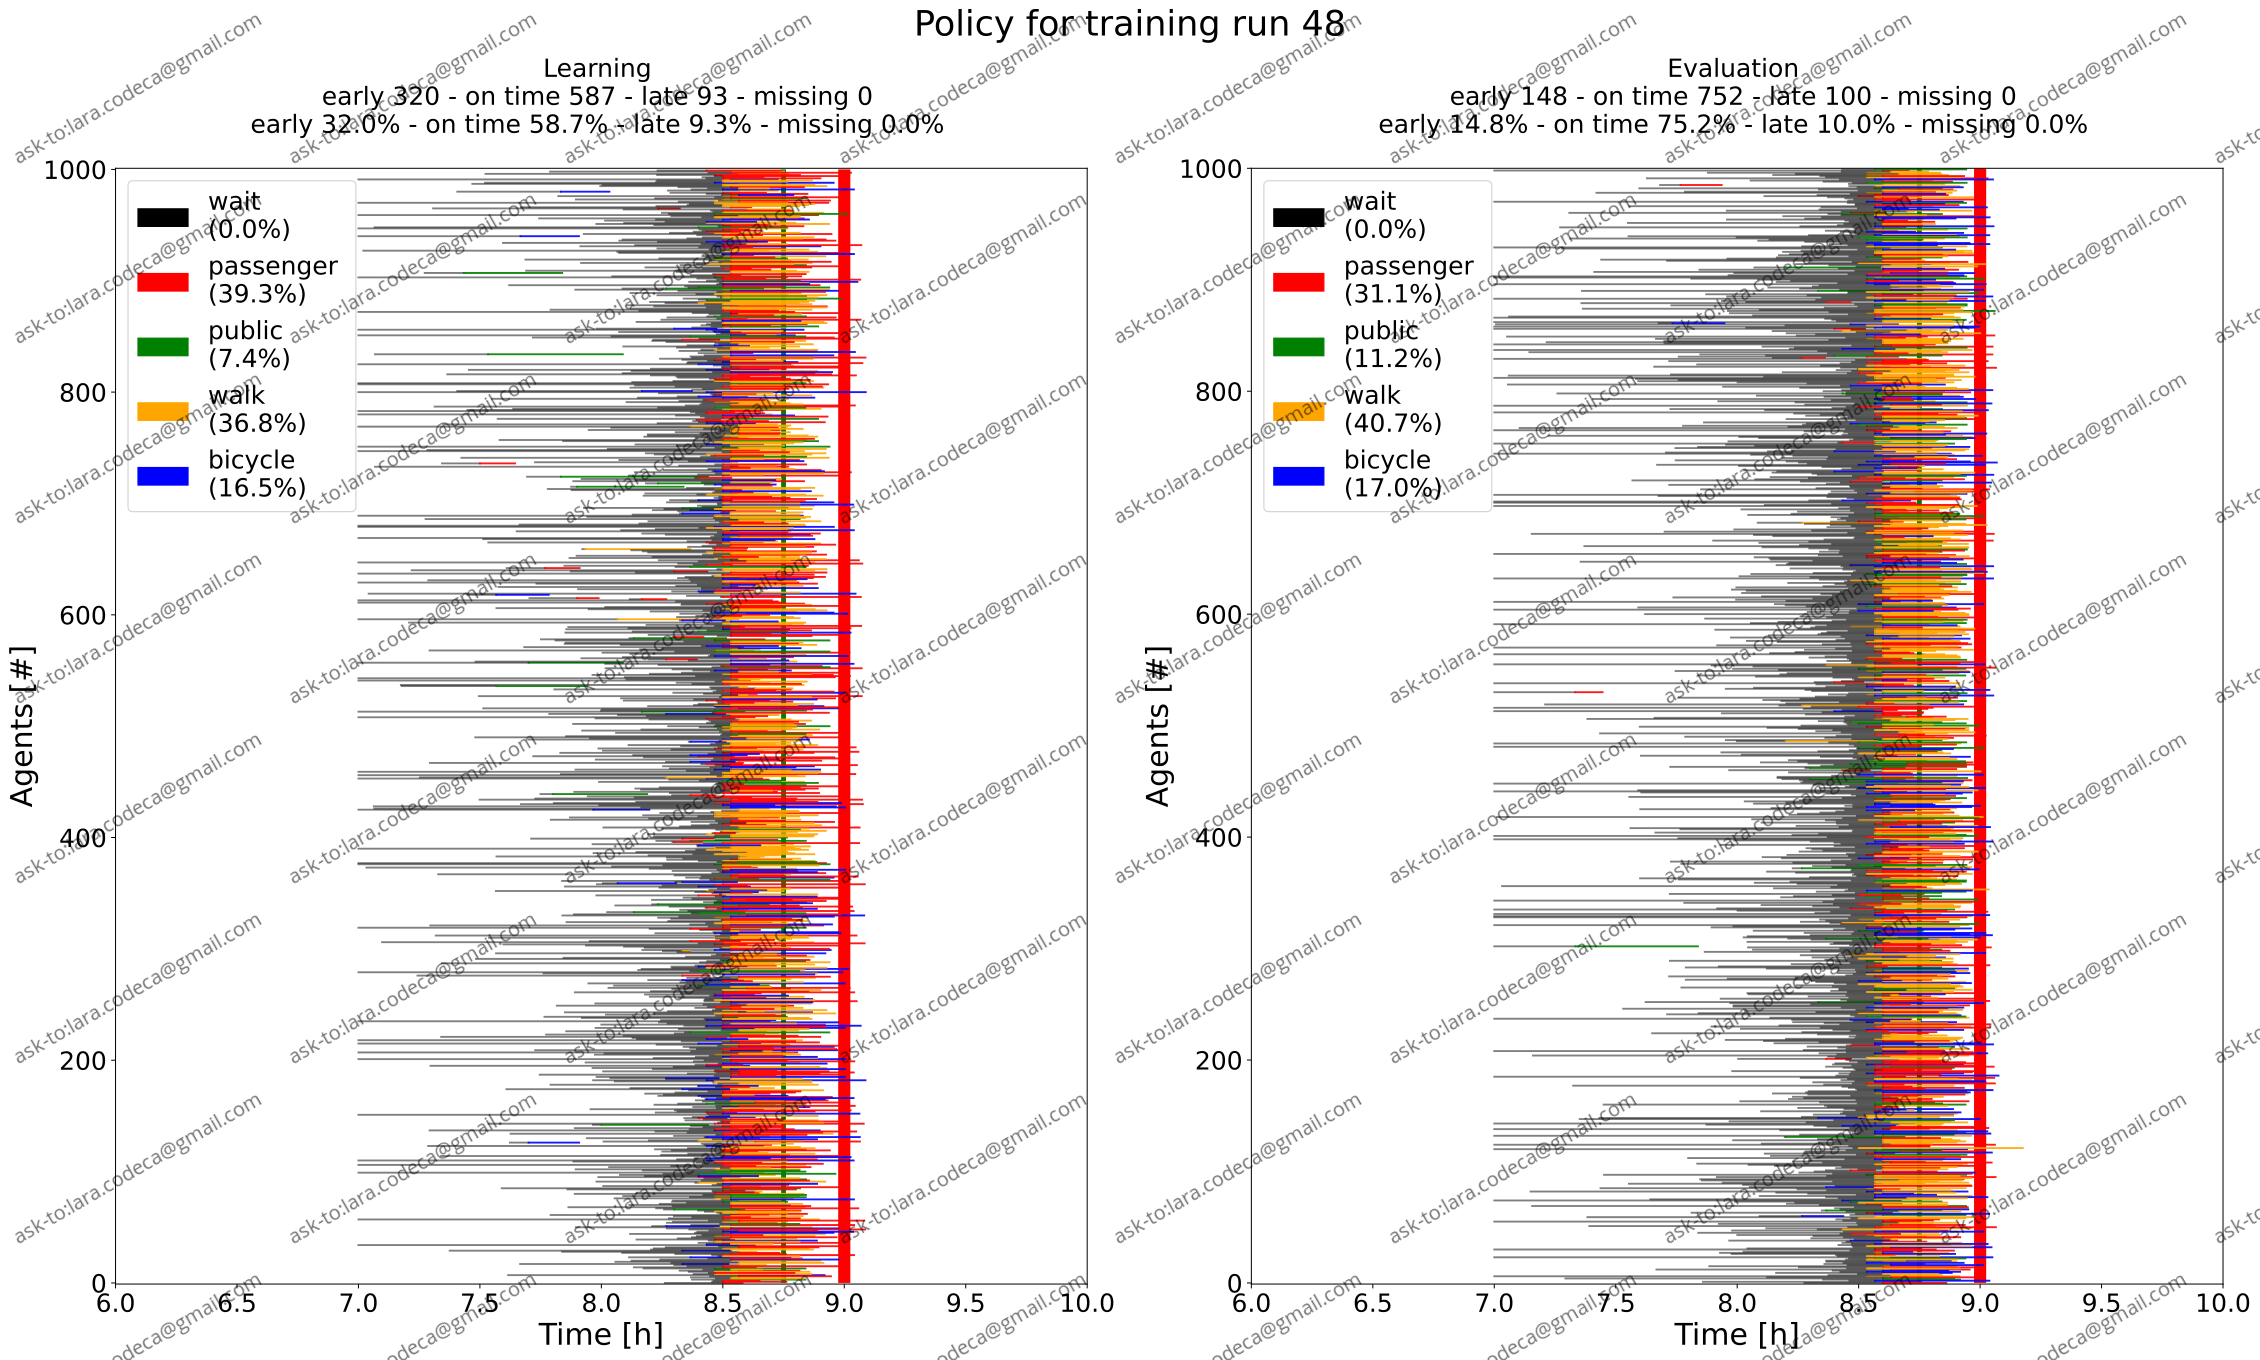 Policy for training run 48
Learning
early 320 - on time 587 - late 93 - missing 0
early 32.0% - on time 58.7% - late 9.3% - missing 0.0%
1000
800
600
400
200
0
Agents [#]
wait
(0.0%)
passenger
(39.3%)
public
(7.4%)
walk
(36.8%)
bicycle
(16.5%)
6.0 6.5 7.0 7.5 8.0 8.5 9.0 9.5 10.0
Time [h]
Evaluation
early 148 - on time 752 - late 100 - missing 0
early 14.8% - on time 75.2% - late 10.0% - missing 0.0%
1000
800
600
400
200
0
Agents [#]
wait
(0.0%)
passenger
(31.1%)
public
(11.2%)
walk
(40.7%)
bicycle
(17.0%)
6.0 6.5 7.0 7.5 8.0 8.5 9.0 9.5 10.0
Time [h]
ask-to:lara.codeca@gmail.com